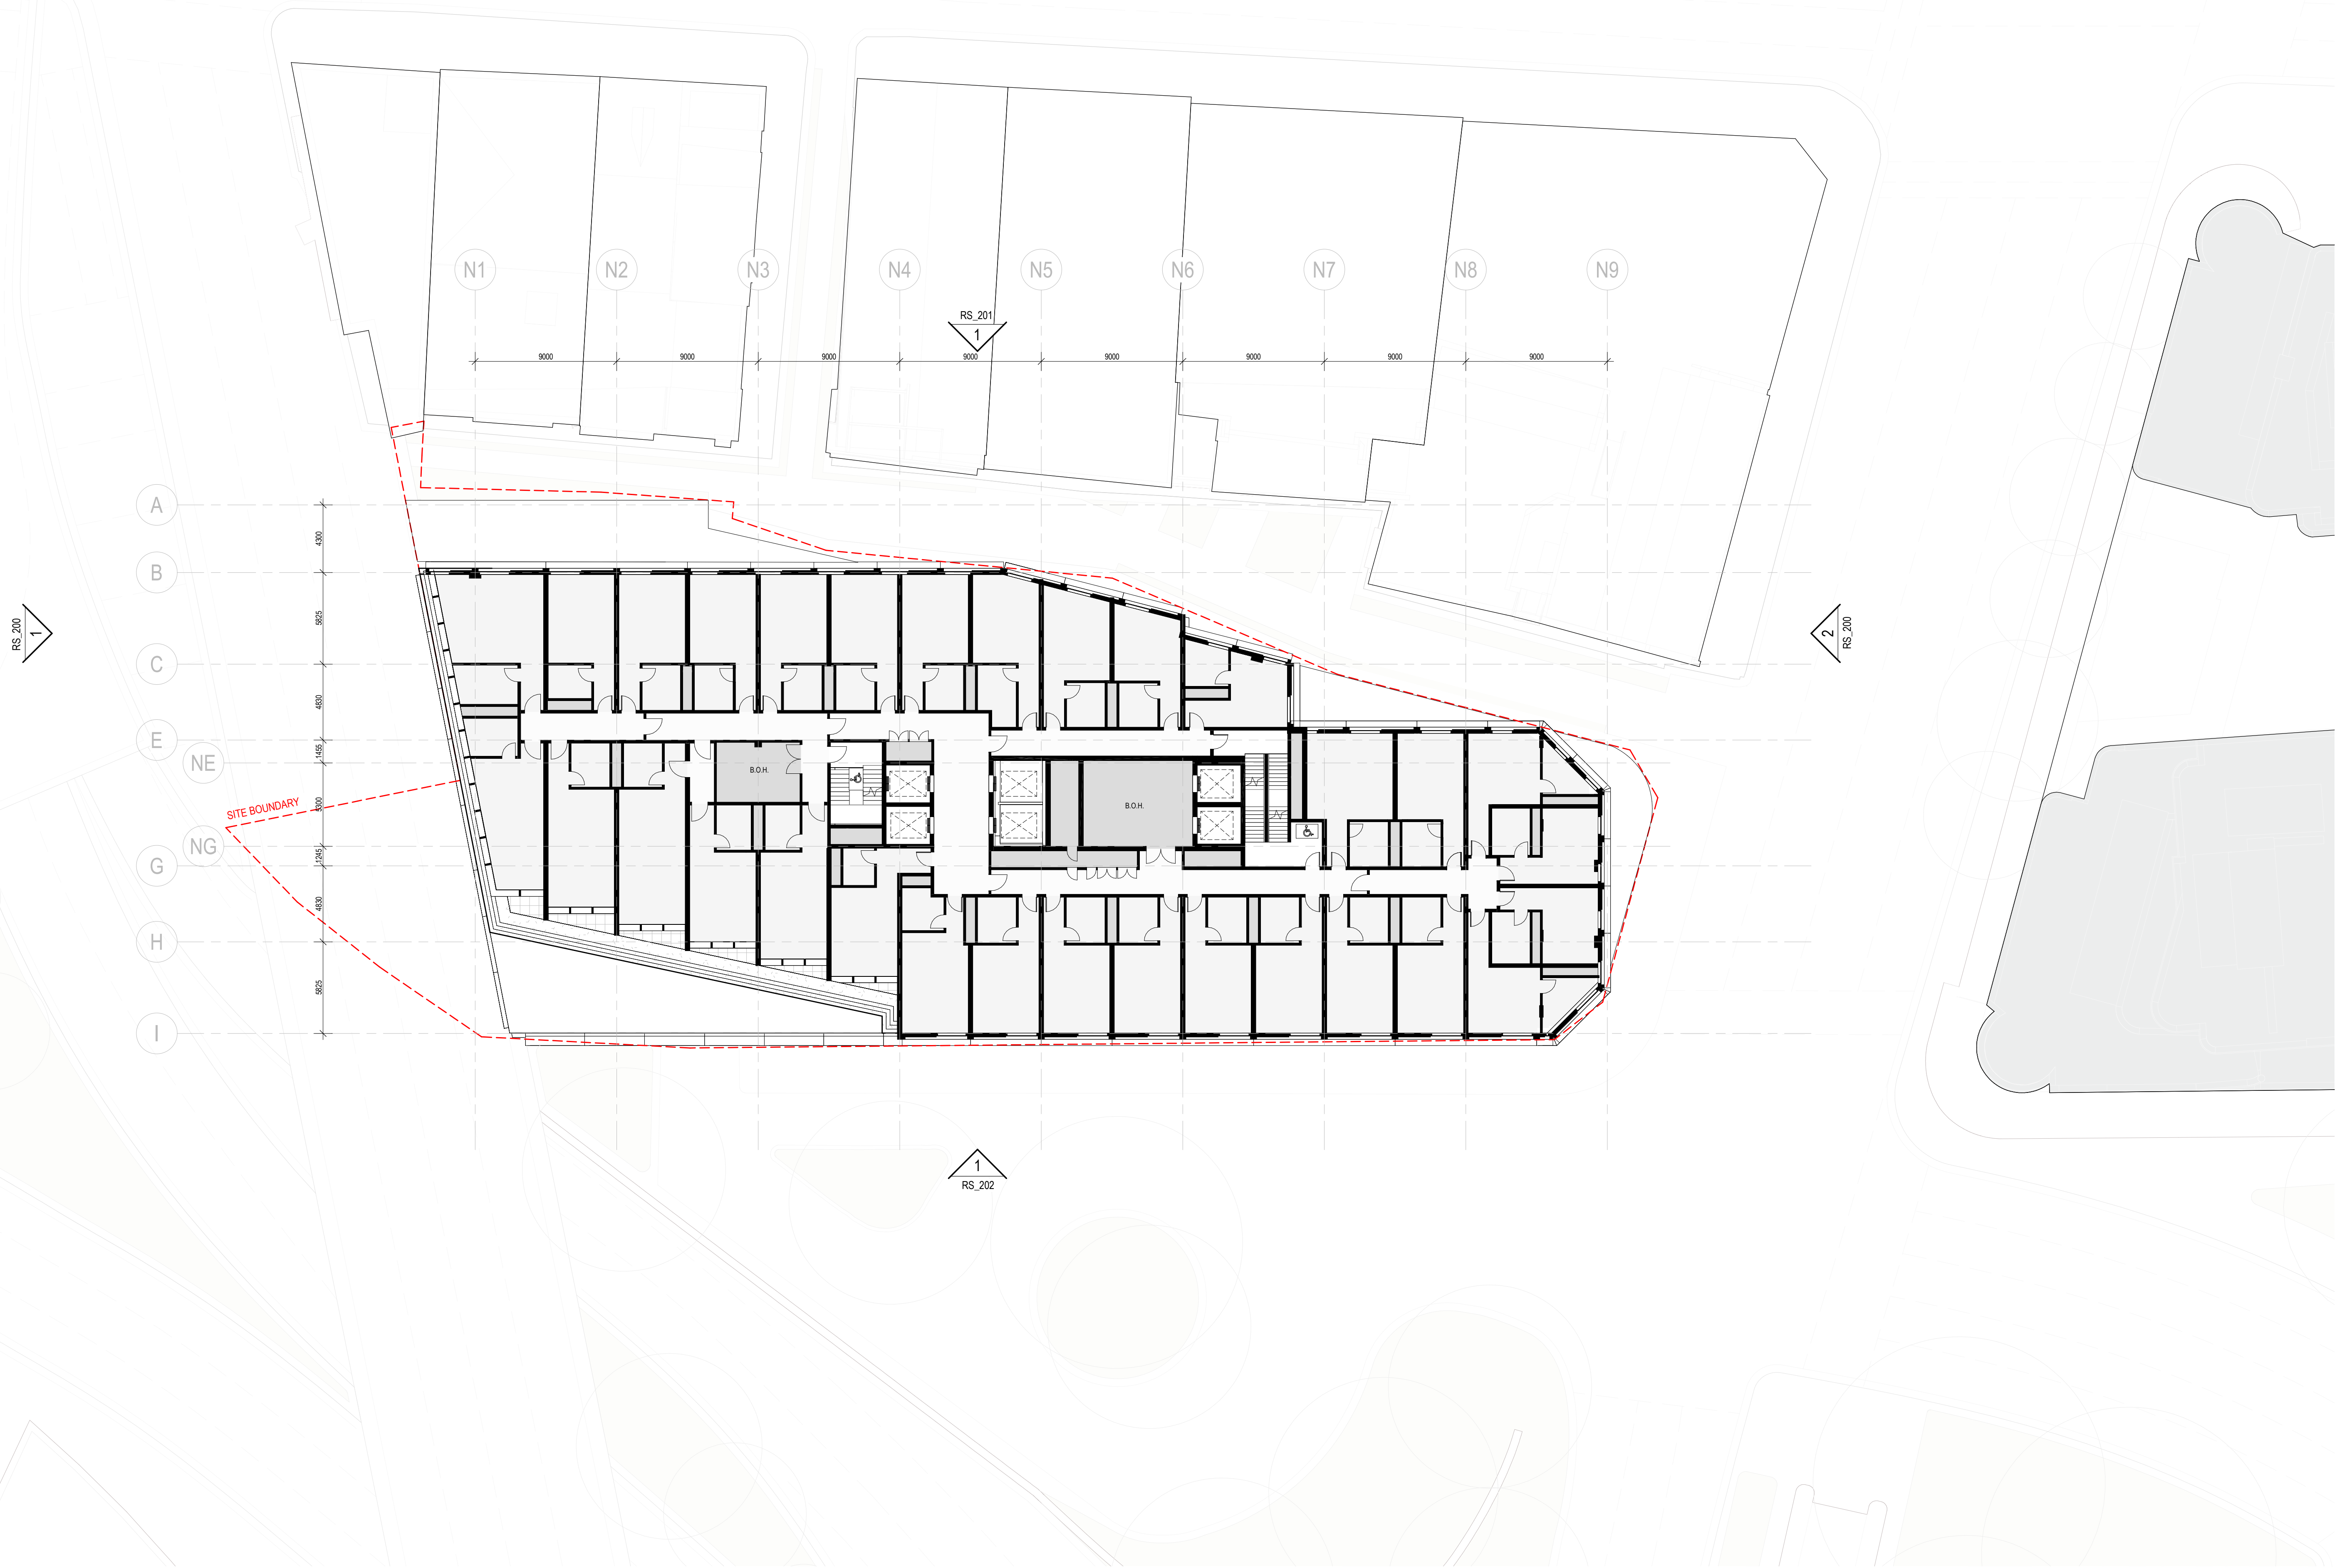 N1 N2 N3 N4 N5 N6 N7 N8 N9
RS_201
1
9000 9000 9000 9000 9000 9000 9000 9000
A
4300
B
5825
RS_200
1
2
RS_200
C
4830
E
1455
NE
B.O.H.
B.O.H.
SITE BOUNDARY
5300
NG
1245
G
4830
H
5825
I
1
RS_202